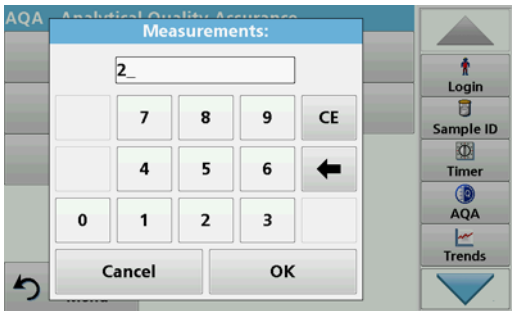 AQA - Analytical Quality Assurance
Measurements:
2_
7 8 9 CE
4 5 6
0 1 2 3
Cancel OK
Menu
Login
Sample ID
Timer
AQA
Trends